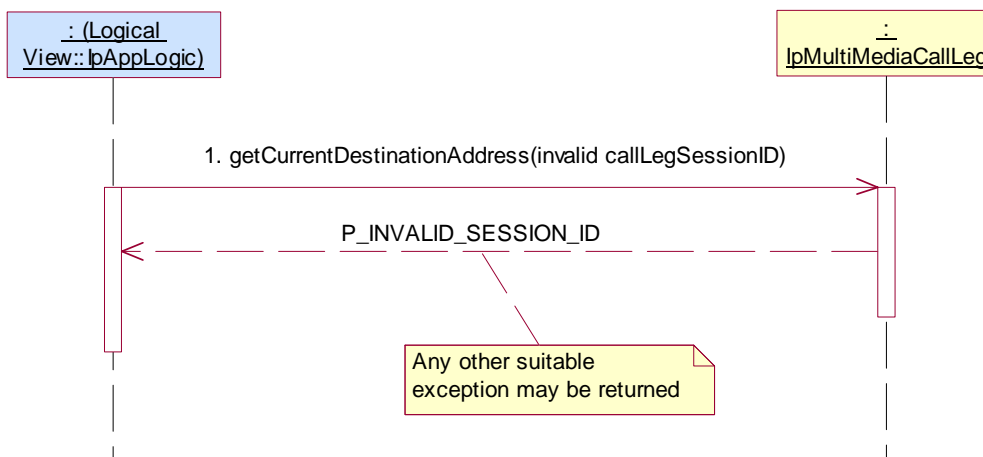 : (Logical
View::IpAppLogic)
:
IpMultiMediaCallLeg
1. getCurrentDestinationAddress(invalid callLegSessionID)
P_INVALID_SESSION_ID
Any other suitable
exception may be returned